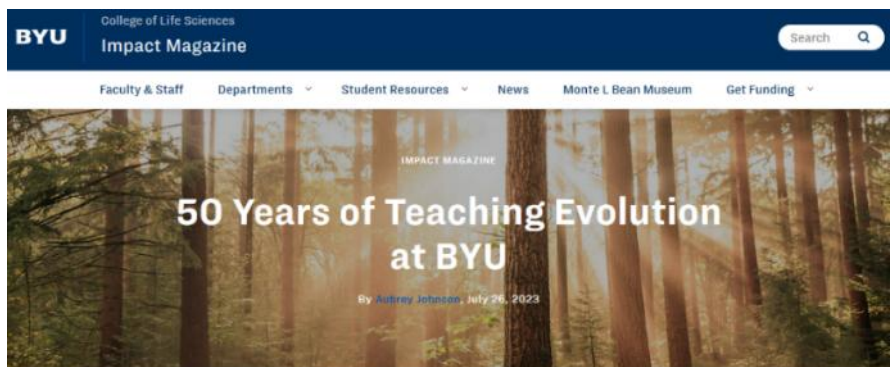 BYU
College of Life Sciences
Impact Magazine
Search
Faculty & Staff
Departments
Student Resources
News
Monte L Bean Museum
Get Funding
IMPACT MAGAZINE
50 Years of Teaching Evolution
at BYU
By Aubrey Johnson, July 26, 2023